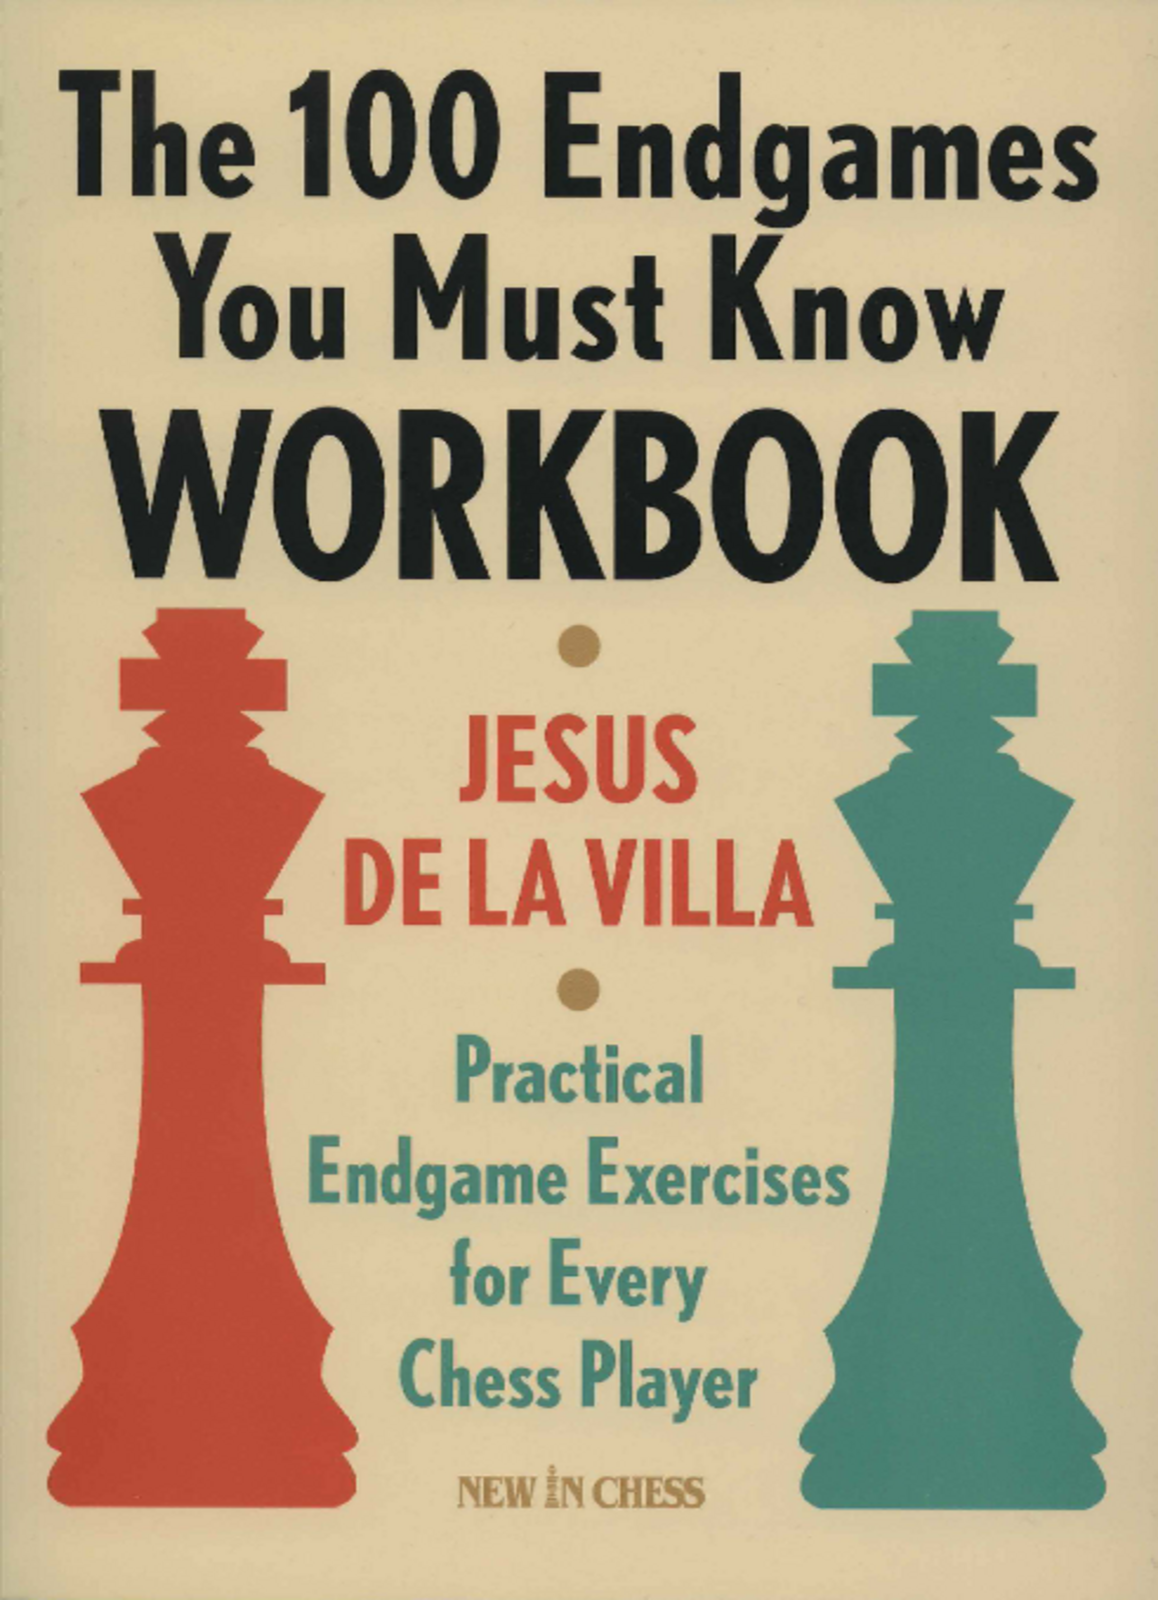 The 100 Endgames
You Must Know
WORKBOOK
JESUS
DE LA VILLA
Practical
Endgame Exercises
for Every
Chess Player
NEW IN CHESS